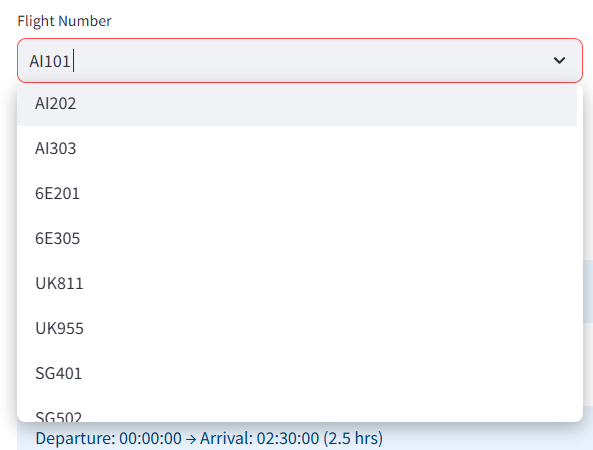 Flight Number
AI101
AI202
AI303
6E201
6E305
UK811
UK955
SG401
SG502
Departure: 00:00:00 → Arrival: 02:30:00 (2.5 hrs)